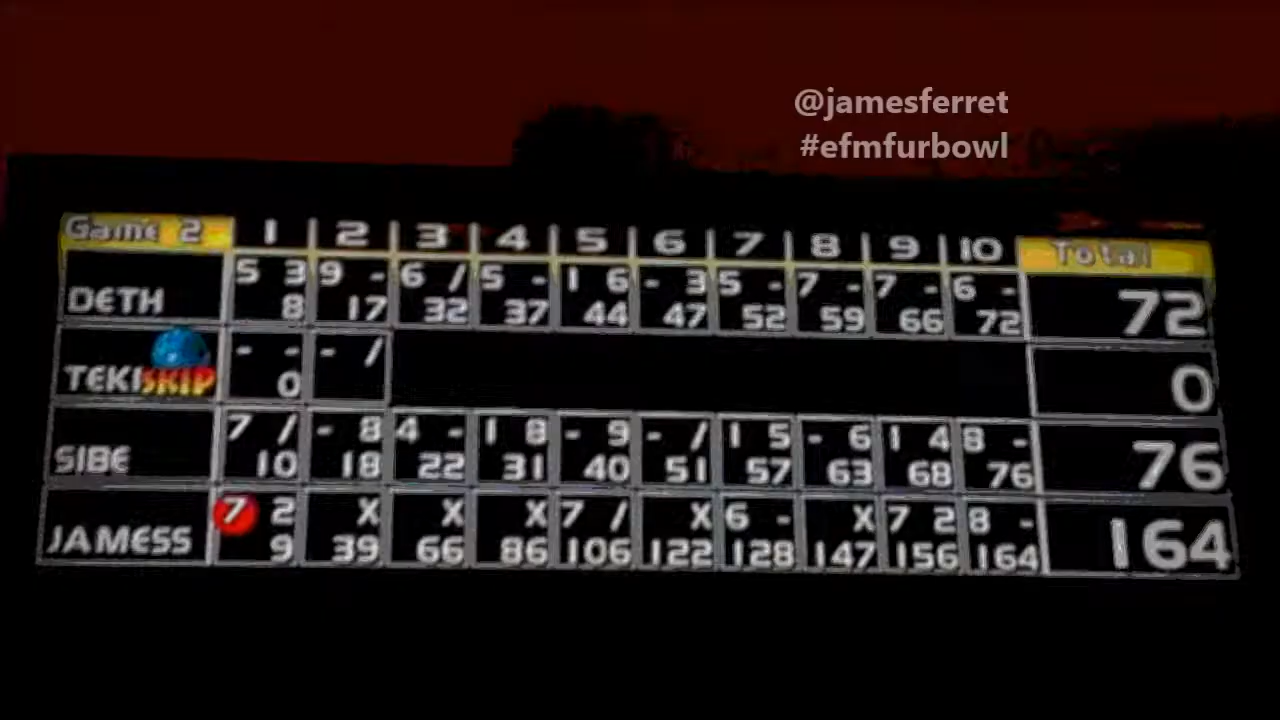 @jamesferret
#efmfurbowl
Game 2 1 2 3 4 5 6 7 8 9 10 Total
5 3 9 - 6 / 5 - 1 6 - 3 5 - 7 - 7 - 6 -
DETH 8 17 32 37 44 47 52 59 66 72 72
- - - /
TEKI SKIP 0 0
7 / - 8 4 - 1 8 - 9 - / 1 5 - 6 1 4 8 -
SIBE 10 18 22 31 40 51 57 63 68 76 76
7 2 X X X 7 / X 6 - X 7 2 8 -
JAMESS 9 39 66 86 106 122 128 147 156 164 164